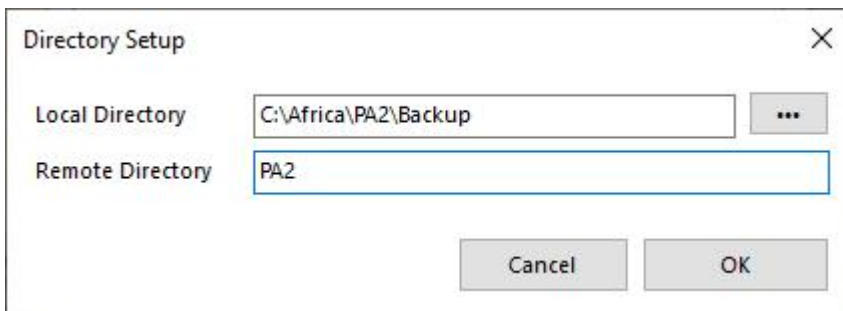 Directory Setup
Local Directory C:\Africa\PA2\Backup •••
Remote Directory PA2
Cancel OK